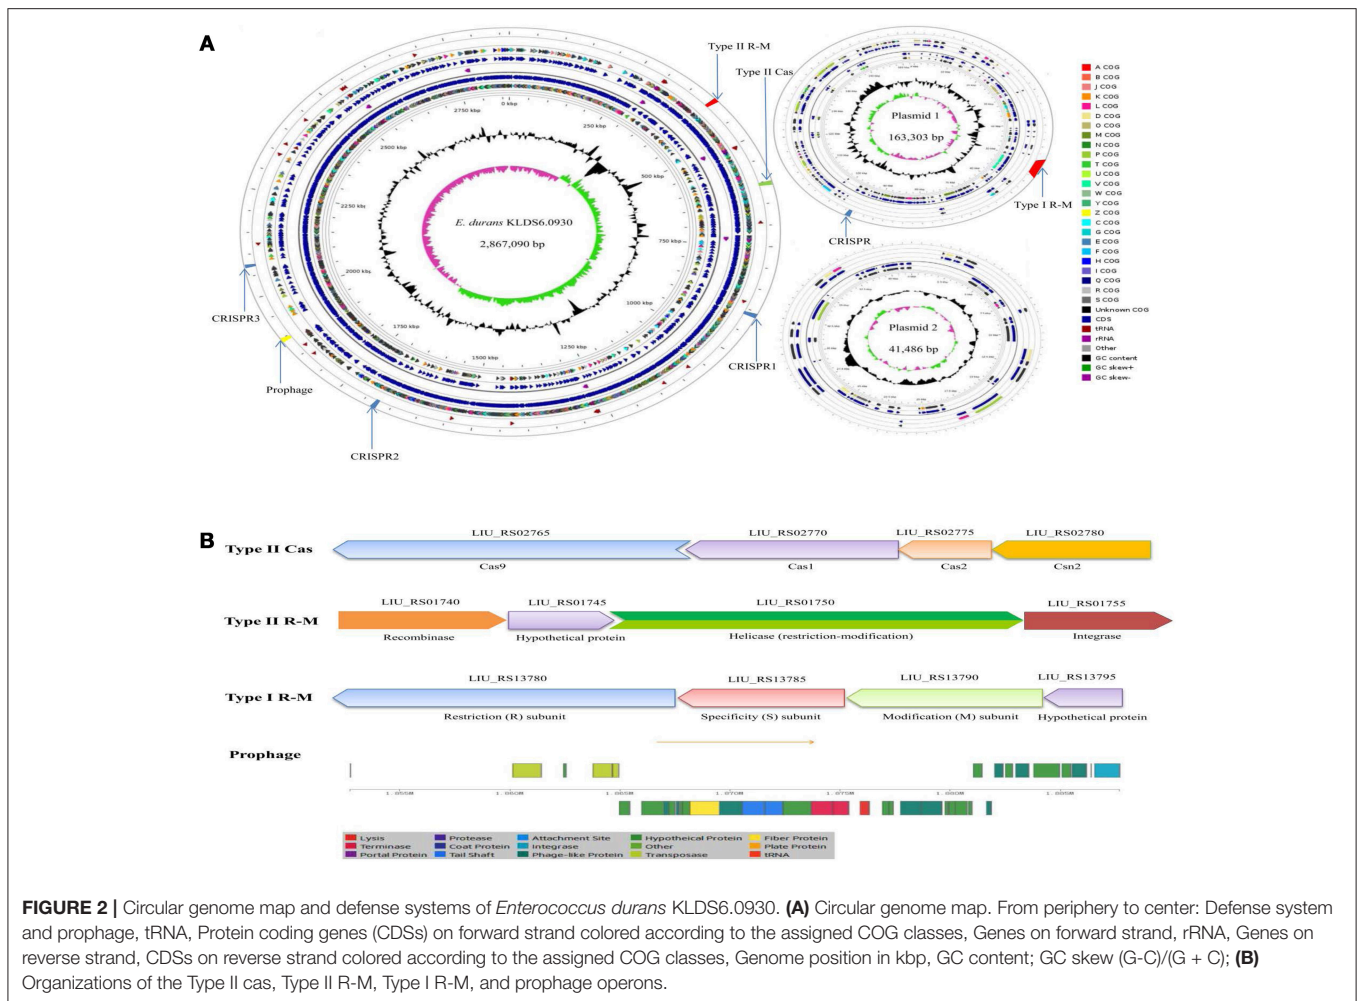 A
Type II R-M
Type II Cas
0 kbp
250 kbp
500 kbp
750 kbp
1000 kbp
1250 kbp
1500 kbp
1750 kbp
2000 kbp
2250 kbp
2500 kbp
2750 kbp
E. durans KLDS6.0930
2,867,090 bp
CRISPR3
Prophage
CRISPR2
CRISPR1
Plasmid 1
163,303 bp
Type I R-M
CRISPR
Plasmid 2
41,486 bp
A COG
B COG
J COG
K COG
L COG
D COG
O COG
M COG
N COG
P COG
T COG
U COG
V COG
W COG
Y COG
Z COG
C COG
G COG
E COG
F COG
H COG
I COG
Q COG
R COG
S COG
Unknown COG
CDS
tRNA
rRNA
Other
GC content
GC skew+
GC skew-
B
LIU_RS02765 LIU_RS02770 LIU_RS02775 LIU_RS02780
Type II Cas
Cas9 Cas1 Cas2 Csn2
LIU_RS01740 LIU_RS01745 LIU_RS01750 LIU_RS01755
Type II R-M
Recombinase Hypothetical protein Helicase (restriction-modification) Integrase
LIU_RS13780 LIU_RS13785 LIU_RS13790 LIU_RS13795
Type I R-M
Restriction (R) subunit Specificity (S) subunit Modification (M) subunit Hypothetical protein
Prophage
Lysis Protease Attachment Site Hypotheical Protein Fiber Protein
Terminase Coat Protein Integrase Other Plate Protein
Portal Protein Tail Shaft Phage-like Protein Transposase tRNA
FIGURE 2 | Circular genome map and defense systems of Enterococcus durans KLDS6.0930. (A) Circular genome map. From periphery to center: Defense system
and prophage, tRNA, Protein coding genes (CDSs) on forward strand colored according to the assigned COG classes, Genes on forward strand, rRNA, Genes on
reverse strand, CDSs on reverse strand colored according to the assigned COG classes, Genome position in kbp, GC content; GC skew (G-C)/(G + C); (B)
Organizations of the Type II cas, Type II R-M, Type I R-M, and prophage operons.